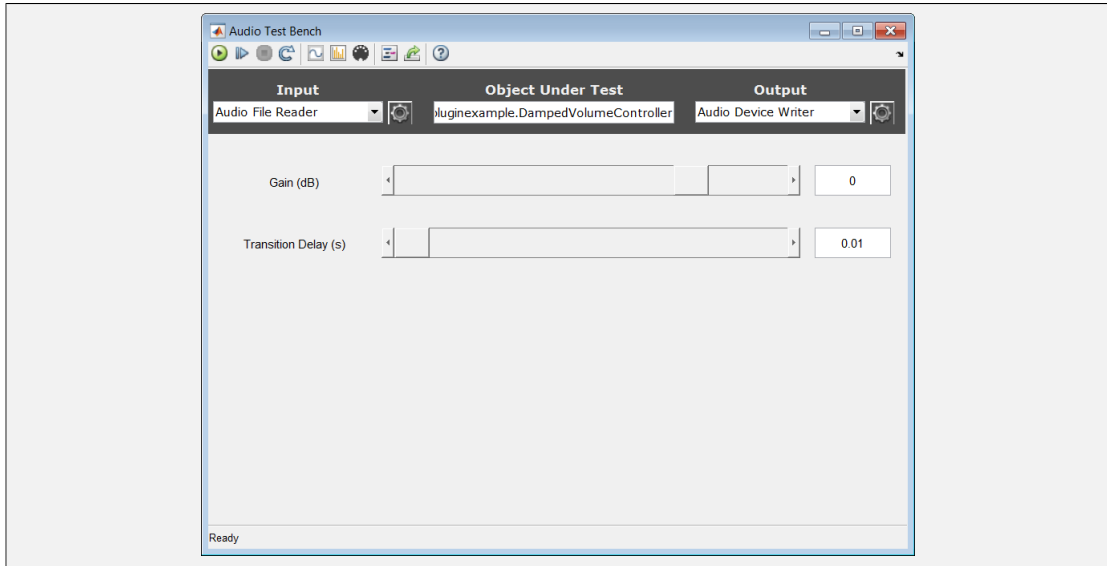 Audio Test Bench
Input Object Under Test Output
Audio File Reader pluginexample.DampedVolumeController Audio Device Writer
Gain (dB) 0
Transition Delay (s) 0.01
Ready